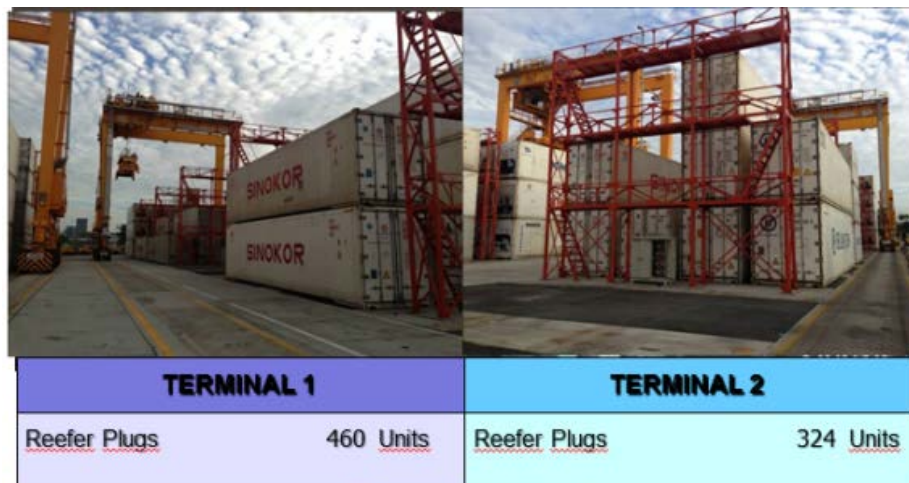 SINOKOR
SINOKOR
TERMINAL 1
TERMINAL 2
Reefer Plugs 460 Units
Reefer Plugs 324 Units